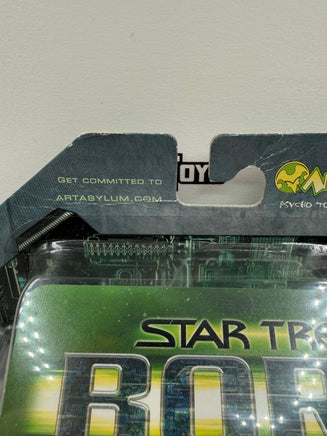 GET COMMITTED TO
ARTASYLUM.COM
STAR TRE
BOR